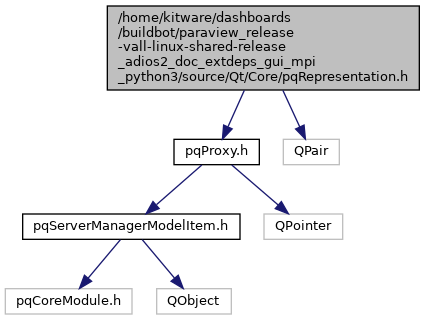 /home/kitware/dashboards
/buildbot/paraview_release
-vall-linux-shared-release
_adios2_doc_extdeps_gui_mpi
_python3/source/Qt/Core/pqRepresentation.h
pqProxy.h
QPair
pqServerManagerModelItem.h
QPointer
pqCoreModule.h
QObject